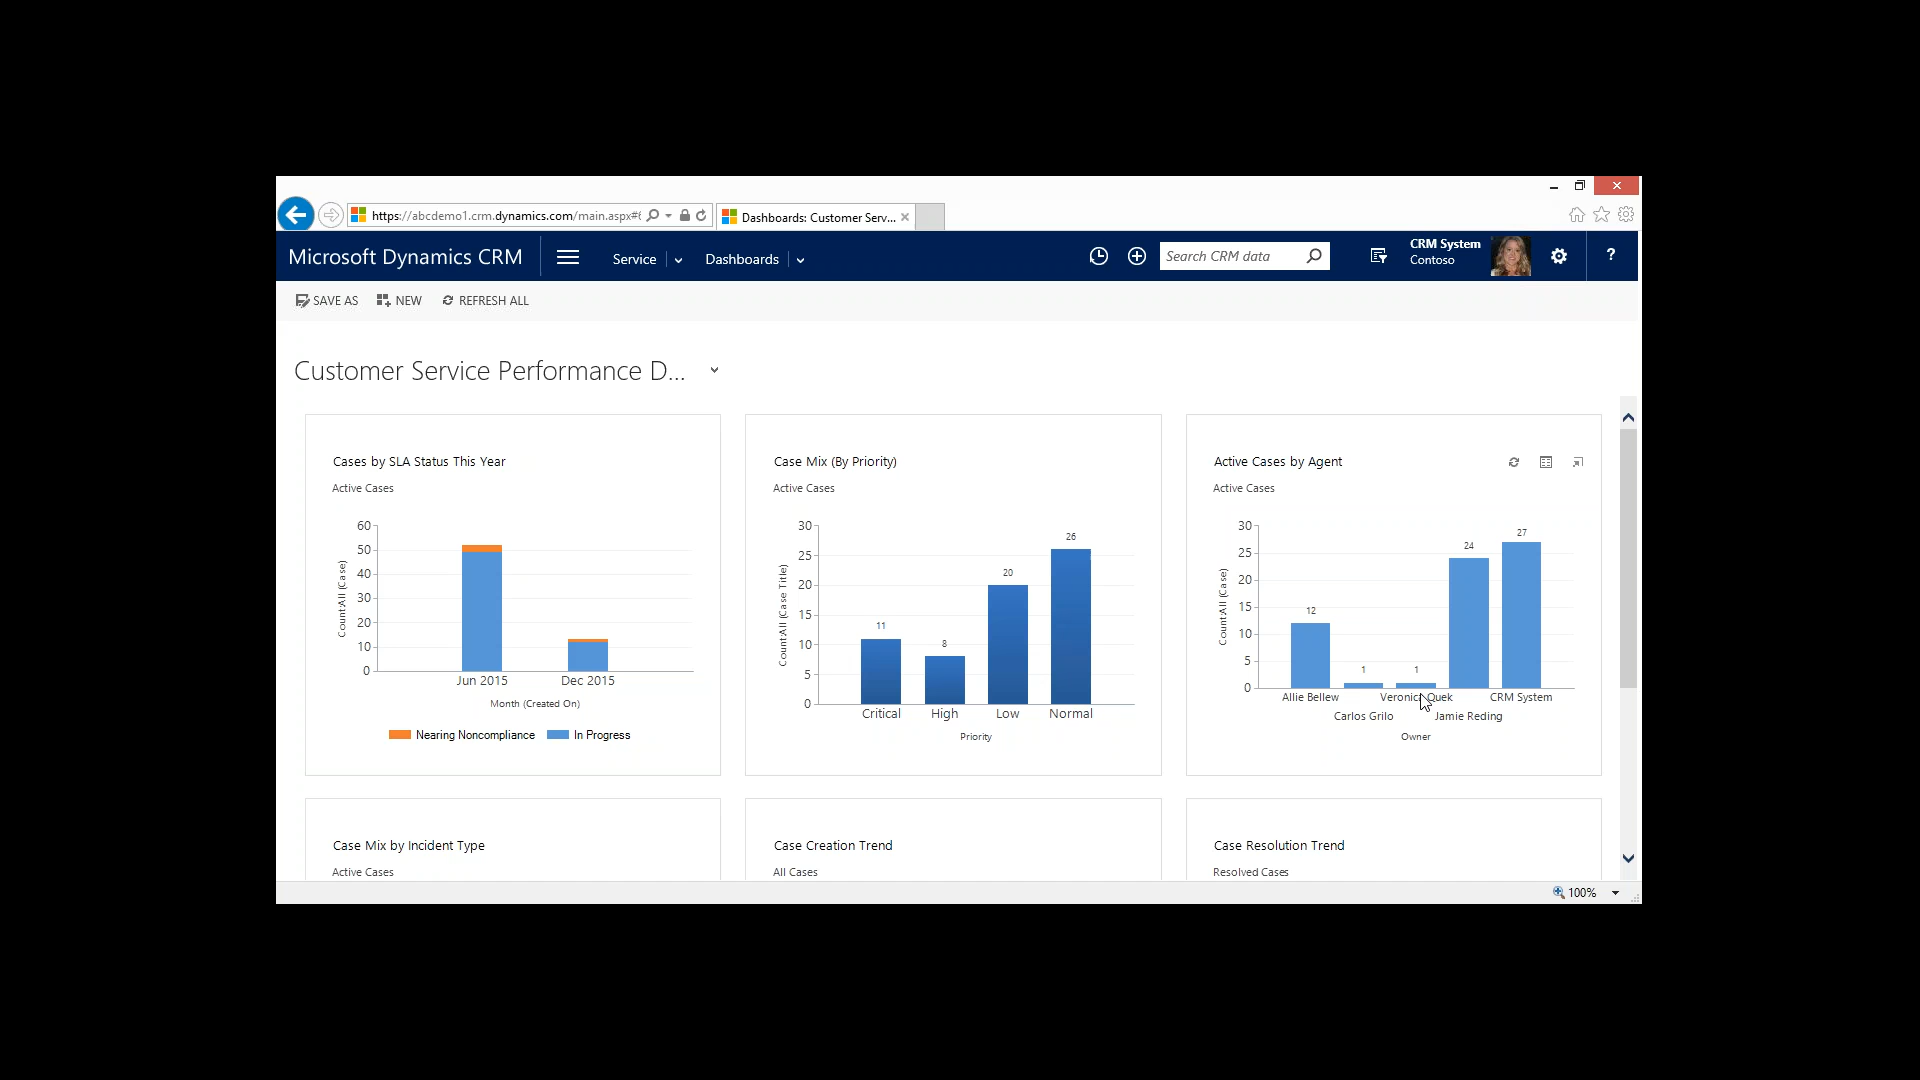 https://abcdemo1.crm.dynamics.com/main.aspx#
Dashboards: Customer Serv...
Microsoft Dynamics CRM
Service
Dashboards
Search CRM data
CRM System
Contoso
?
SAVE AS
NEW
REFRESH ALL
Customer Service Performance D...
Cases by SLA Status This Year
Active Cases
CountAll (Case)
60
50
40
30
20
10
0
Jun 2015
Dec 2015
Month (Created On)
Nearing Noncompliance
In Progress
Case Mix (By Priority)
Active Cases
CountAll (Case Title)
30
25
20
15
10
5
0
11
8
20
26
Critical
High
Low
Normal
Priority
Active Cases by Agent
Active Cases
CountAll (Case)
30
25
20
15
10
5
0
12
1
1
24
27
Allie Bellew
Veronica Quek
CRM System
Carlos Grilo
Jamie Reding
Owner
Case Mix by Incident Type
Active Cases
Case Creation Trend
All Cases
Case Resolution Trend
Resolved Cases
100%